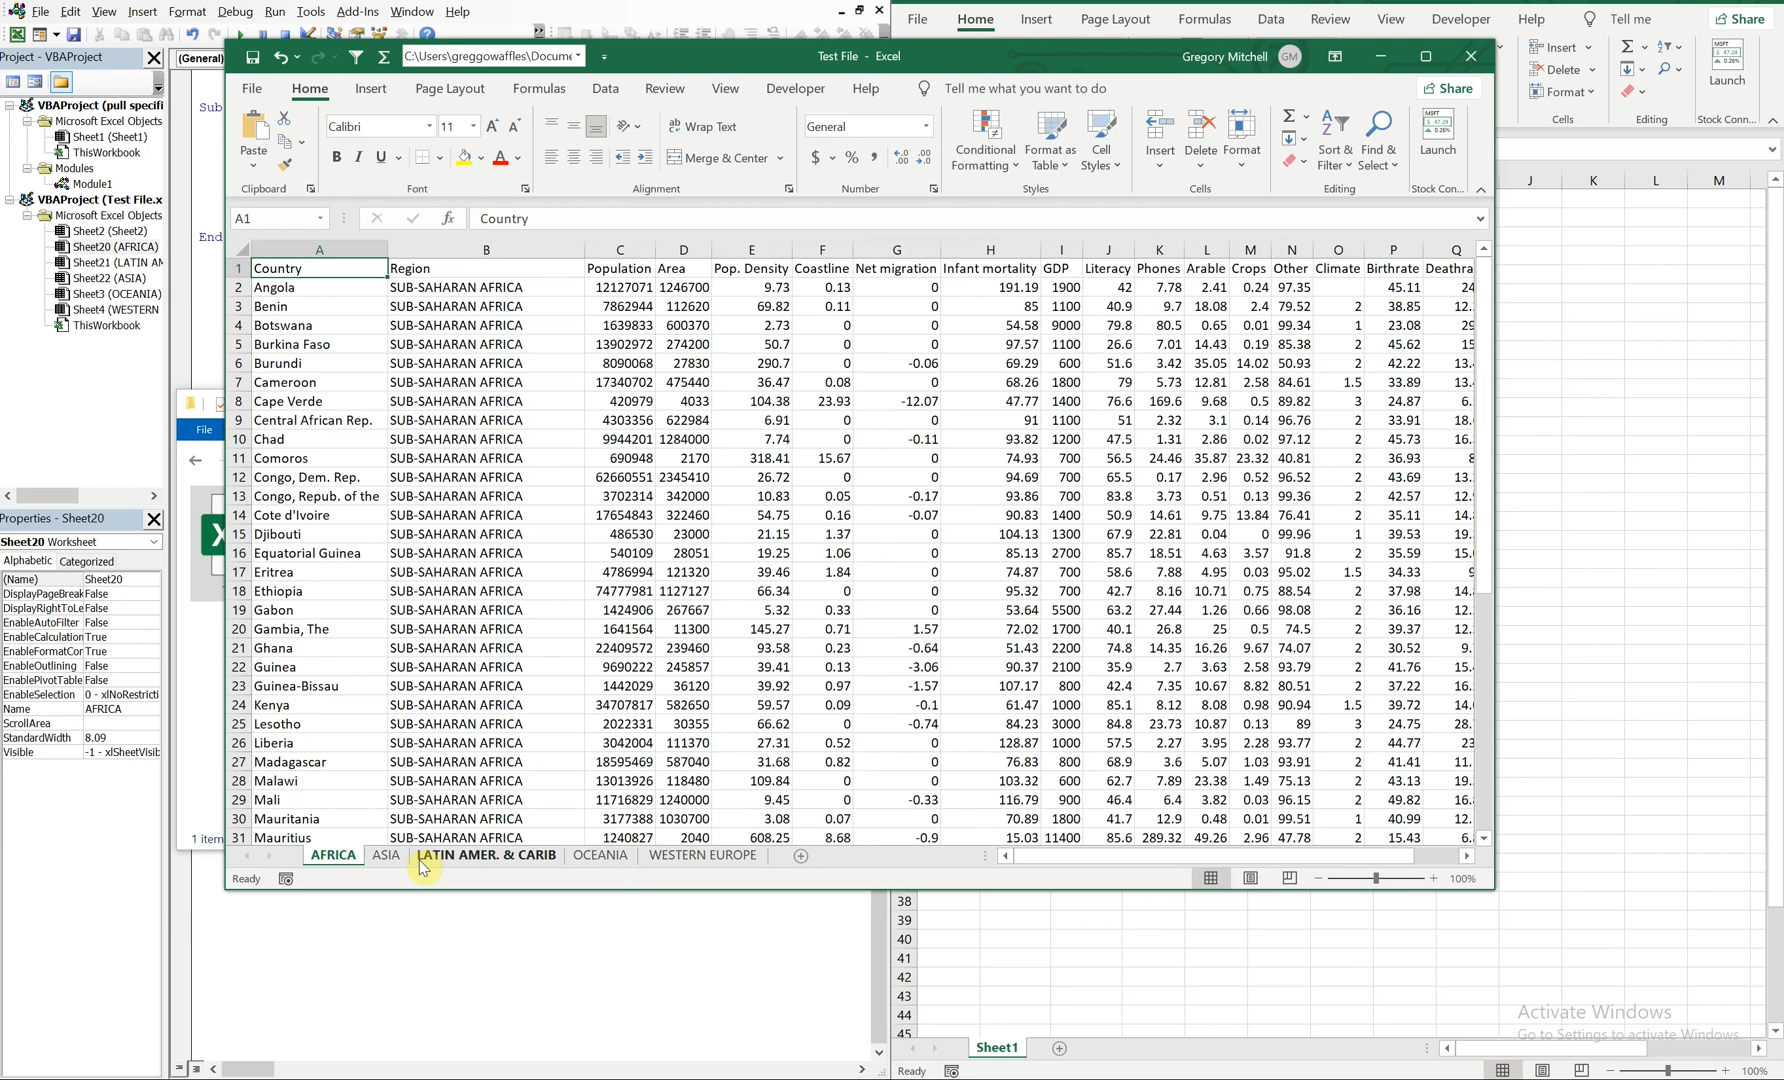 File Edit View Insert Format Debug Run Tools Add-Ins Window Help
Project - VBAProject
(General)
VBAProject (pull specifi
Microsoft Excel Objects
Sheet1 (Sheet1)
ThisWorkbook
Modules
Module1
VBAProject (Test File.x
Microsoft Excel Objects
Sheet2 (Sheet2)
Sheet20 (AFRICA)
Sheet21 (LATIN AM
Sheet22 (ASIA)
Sheet3 (OCEANIA)
Sheet4 (WESTERN
ThisWorkbook
Sub
End
Properties - Sheet20
Sheet20 Worksheet
Alphabetic Categorized
(Name) Sheet20
DisplayPageBreak False
DisplayRightToLe False
EnableAutoFilter False
EnableCalculation True
EnableFormatCor True
EnableOutlining False
EnablePivotTable False
EnableSelection 0 - xlNoRestricti
Name AFRICA
ScrollArea
StandardWidth 8.09
Visible -1 - xlSheetVisib
File
1 item
C:\Users\greggowaffles\Docume
Test File - Excel
Gregory Mitchell GM
File Home Insert Page Layout Formulas Data Review View Developer Help Tell me what you want to do Share
Paste
Calibri 11
B I U
Wrap Text
Merge & Center
General
$ % ,
Conditional Formatting
Format as Table
Cell Styles
Insert Delete Format
Sort & Filter
Find & Select
Launch
Clipboard Font Alignment Number Styles Cells Editing Stock Con...
A1 fx Country
A B C D E F G H I J K L M N O P Q
1 Country Region Population Area Pop. Density Coastline Net migration Infant mortality GDP Literacy Phones Arable Crops Other Climate Birthrate Deathra
2 Angola SUB-SAHARAN AFRICA 12127071 1246700 9.73 0.13 0 191.19 1900 42 7.78 2.41 0.24 97.35 45.11 24
3 Benin SUB-SAHARAN AFRICA 7862944 112620 69.82 0.11 0 85 1100 40.9 9.7 18.08 2.4 79.52 2 38.85 12.
4 Botswana SUB-SAHARAN AFRICA 1639833 600370 2.73 0 0 54.58 9000 79.8 80.5 0.65 0.01 99.34 1 23.08 29
5 Burkina Faso SUB-SAHARAN AFRICA 13902972 274200 50.7 0 0 97.57 1100 26.6 7.01 14.43 0.19 85.38 2 45.62 15
6 Burundi SUB-SAHARAN AFRICA 8090068 27830 290.7 0 -0.06 69.29 600 51.6 3.42 35.05 14.02 50.93 2 42.22 13.
7 Cameroon SUB-SAHARAN AFRICA 17340702 475440 36.47 0.08 0 68.26 1800 79 5.73 12.81 2.58 84.61 1.5 33.89 13.
8 Cape Verde SUB-SAHARAN AFRICA 420979 4033 104.38 23.93 -12.07 47.77 1400 76.6 169.6 9.68 0.5 89.82 3 24.87 6.
9 Central African Rep. SUB-SAHARAN AFRICA 4303356 622984 6.91 0 0 91 1100 51 2.32 3.1 0.14 96.76 2 33.91 18.
10 Chad SUB-SAHARAN AFRICA 9944201 1284000 7.74 0 -0.11 93.82 1200 47.5 1.31 2.86 0.02 97.12 2 45.73 16.
11 Comoros SUB-SAHARAN AFRICA 690948 2170 318.41 15.67 0 74.93 700 56.5 24.46 35.87 23.32 40.81 2 36.93 8
12 Congo, Dem. Rep. SUB-SAHARAN AFRICA 62660551 2345410 26.72 0 0 94.69 700 65.5 0.17 2.96 0.52 96.52 2 43.69 13.
13 Congo, Repub. of the SUB-SAHARAN AFRICA 3702314 342000 10.83 0.05 -0.17 93.86 700 83.8 3.73 0.51 0.13 99.36 2 42.57 12.
14 Cote d'Ivoire SUB-SAHARAN AFRICA 17654843 322460 54.75 0.16 -0.07 90.83 1400 50.9 14.61 9.75 13.84 76.41 2 35.11 14.
15 Djibouti SUB-SAHARAN AFRICA 486530 23000 21.15 1.37 0 104.13 1300 67.9 22.81 0.04 0 99.96 1 39.53 19.
16 Equatorial Guinea SUB-SAHARAN AFRICA 540109 28051 19.25 1.06 0 85.13 2700 85.7 18.51 4.63 3.57 91.8 2 35.59 15.
17 Eritrea SUB-SAHARAN AFRICA 4786994 121320 39.46 1.84 0 74.87 700 58.6 7.88 4.95 0.03 95.02 1.5 34.33 9
18 Ethiopia SUB-SAHARAN AFRICA 74777981 1127127 66.34 0 0 95.32 700 42.7 8.16 10.71 0.75 88.54 2 37.98 14.
19 Gabon SUB-SAHARAN AFRICA 1424906 267667 5.32 0.33 0 53.64 5500 63.2 27.44 1.26 0.66 98.08 2 36.16 12.
20 Gambia, The SUB-SAHARAN AFRICA 1641564 11300 145.27 0.71 1.57 72.02 1700 40.1 26.8 25 0.5 74.5 2 39.37 12.
21 Ghana SUB-SAHARAN AFRICA 22409572 239460 93.58 0.23 -0.64 51.43 2200 74.8 14.35 16.26 9.67 74.07 2 30.52 9.
22 Guinea SUB-SAHARAN AFRICA 9690222 245857 39.41 0.13 -3.06 90.37 2100 35.9 2.7 3.63 2.58 93.79 2 41.76 15.
23 Guinea-Bissau SUB-SAHARAN AFRICA 1442029 36120 39.92 0.97 -1.57 107.17 800 42.4 7.35 10.67 8.82 80.51 2 37.22 16.
24 Kenya SUB-SAHARAN AFRICA 34707817 582650 59.57 0.09 -0.1 61.47 1000 85.1 8.12 8.08 0.98 90.94 1.5 39.72 14.
25 Lesotho SUB-SAHARAN AFRICA 2022331 30355 66.62 0 -0.74 84.23 3000 84.8 23.73 10.87 0.13 89 3 24.75 28.
26 Liberia SUB-SAHARAN AFRICA 3042004 111370 27.31 0.52 0 128.87 1000 57.5 2.27 3.95 2.28 93.77 2 44.77 23
27 Madagascar SUB-SAHARAN AFRICA 18595469 587040 31.68 0.82 0 76.83 800 68.9 3.6 5.07 1.03 93.91 2 41.41 11.
28 Malawi SUB-SAHARAN AFRICA 13013926 118480 109.84 0 0 103.32 600 62.7 7.89 23.38 1.49 75.13 2 43.13 19.
29 Mali SUB-SAHARAN AFRICA 11716829 1240000 9.45 0 -0.33 116.79 900 46.4 6.4 3.82 0.03 96.15 2 49.82 16.
30 Mauritania SUB-SAHARAN AFRICA 3177388 1030700 3.08 0.07 0 70.89 1800 41.7 12.9 0.48 0.01 99.51 1 40.99 12.
31 Mauritius SUB-SAHARAN AFRICA 1240827 2040 608.25 8.68 -0.9 15.03 11400 85.6 289.32 49.26 2.96 47.78 2 15.43 6.
AFRICA ASIA LATIN AMER. & CARIB OCEANIA WESTERN EUROPE
Ready 100%
File Home Insert Page Layout Formulas Data Review View Developer Help Tell me Share
Insert
Delete
Format
Launch
Cells Editing Stock Conn...
J K L M
38
39
40
41
42
43
44
45
Activate Windows
Go to Settings to activate Windows.
Sheet1
Ready 100%